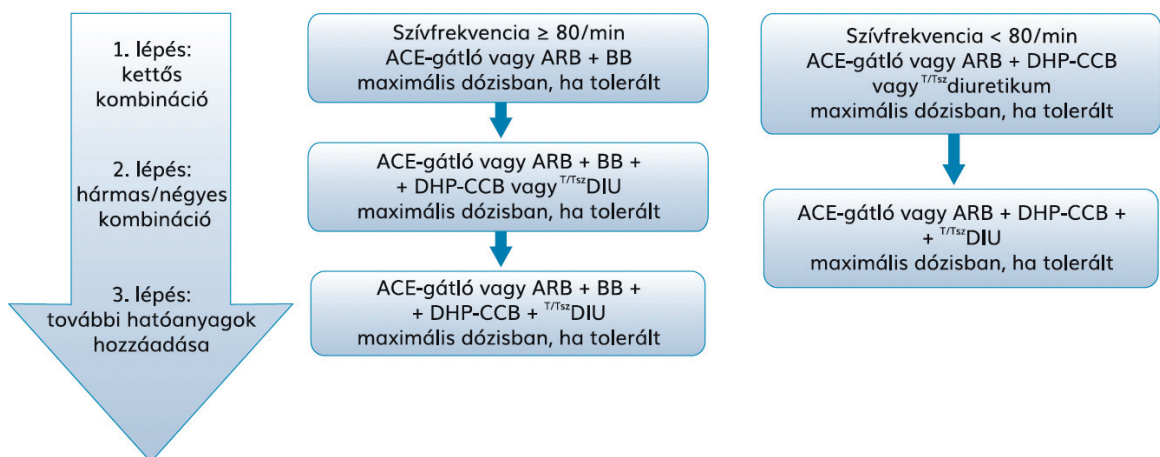 1. lépés:
kettős
kombináció
2. lépés:
hármas/négyes
kombináció
3. lépés:
további hatóanyagok
hozzáadása
Szívfrekvencia ≥ 80/min
ACE-gátló vagy ARB + BB
maximális dózisban, ha tolerált
ACE-gátló vagy ARB + BB +
+ DHP-CCB vagy T/TszDIU
maximális dózisban, ha tolerált
ACE-gátló vagy ARB + BB +
+ DHP-CCB + T/TszDIU
maximális dózisban, ha tolerált
Szívfrekvencia < 80/min
ACE-gátló vagy ARB + DHP-CCB
vagy T/Tszdiuretikum
maximális dózisban, ha tolerált
ACE-gátló vagy ARB + DHP-CCB +
+ T/TszDIU
maximális dózisban, ha tolerált